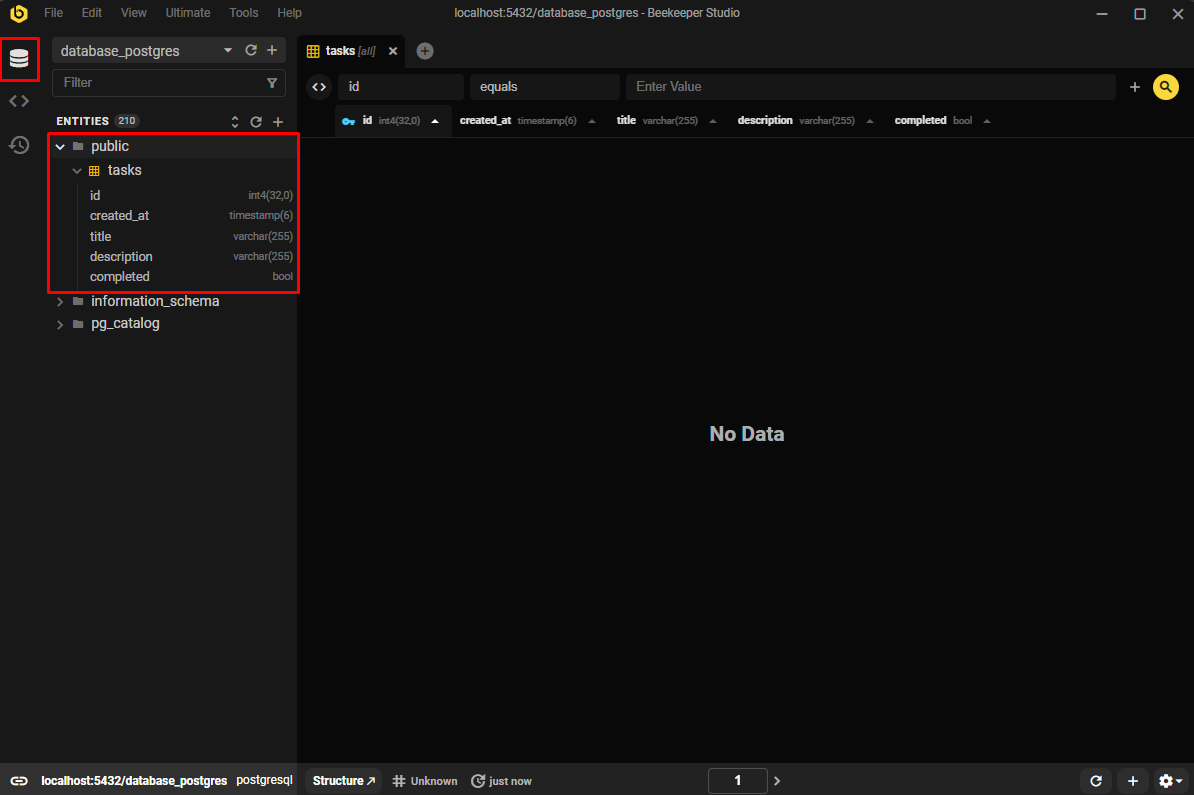 File Edit View Ultimate Tools Help localhost:5432/database_postgres - Beekeeper Studio
database_postgres
tasks [all]
Filter
id equals Enter Value
ENTITIES 210
id int4(32,0) created_at timestamp(6) title varchar(255) description varchar(255) completed bool
public
tasks
id int4(32,0)
created_at timestamp(6)
title varchar(255)
description varchar(255)
completed bool
information_schema
pg_catalog
No Data
localhost:5432/database_postgres postgresql Structure Unknown just now 1